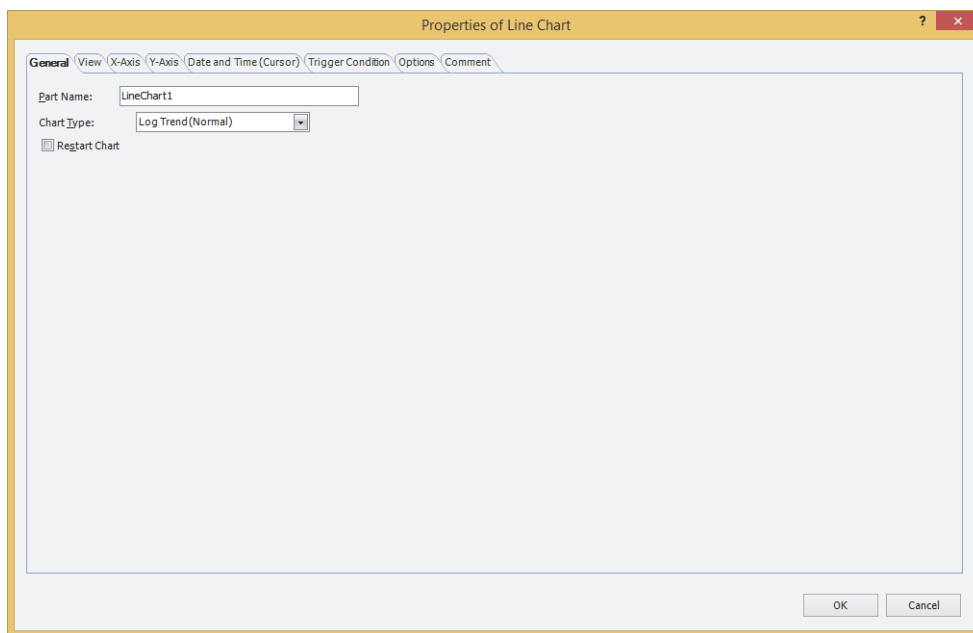 Properties of Line Chart
?
General View X-Axis Y-Axis Date and Time (Cursor) Trigger Condition Options Comment
Part Name: LineChart1
Chart Type: Log Trend (Normal)
Restart Chart
OK Cancel